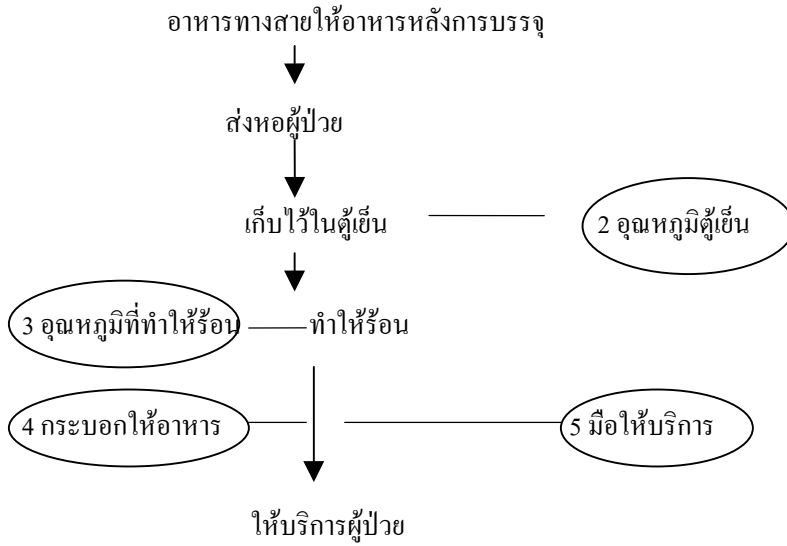 อาหารทางสายให้อาหารหลังการบรรจุ
ส่งหอผู้ป่วย
เก็บไว้ในตู้เย็น
2 อุณหภูมิตู้เย็น
3 อุณหภูมิที่ทำให้ร้อน
ทำให้ร้อน
4 กระบอกให้อาหาร
5 มือให้บริการ
ให้บริการผู้ป่วย